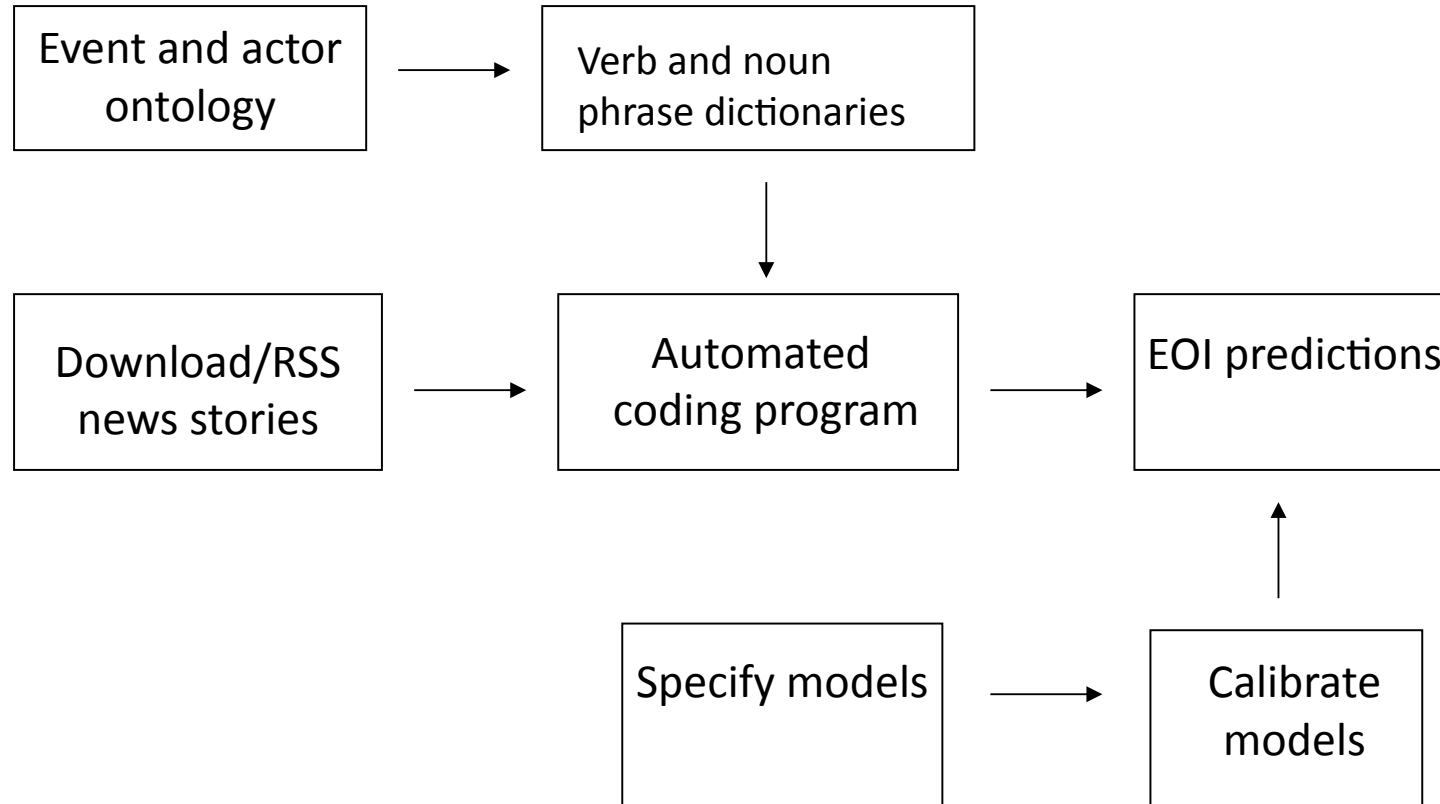 Event and actor
ontology
Verb and noun
phrase dictionaries
Download/RSS
news stories
Automated
coding program
EOI predictions
Specify models
Calibrate
models